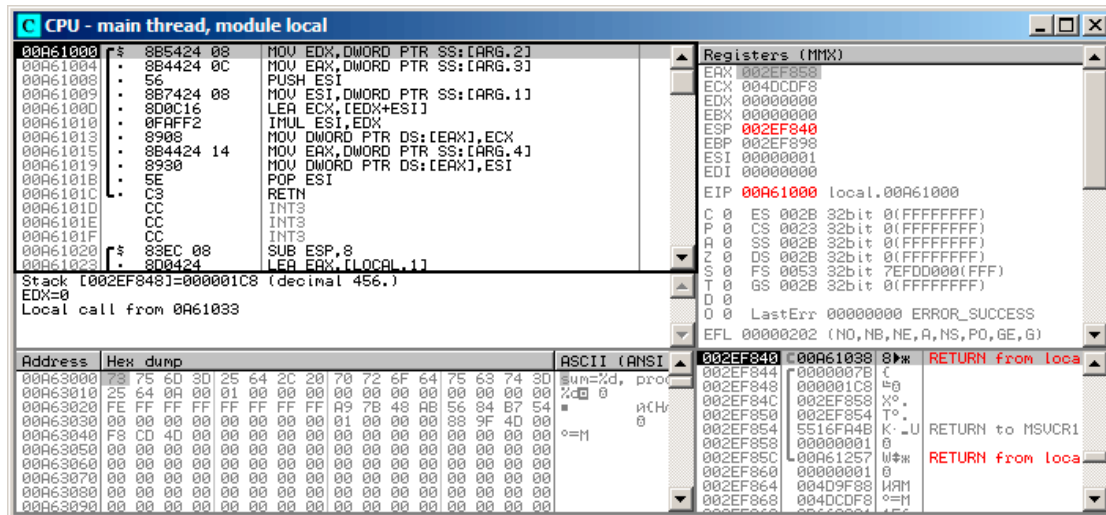 CPU - main thread, module local
00A61000 $ 8B5424 08 MOV EDX,DWORD PTR SS:[ARG.2]
00A61004 . 8B4424 0C MOV EAX,DWORD PTR SS:[ARG.3]
00A61008 . 56 PUSH ESI
00A61009 . 8B7424 08 MOV ESI,DWORD PTR SS:[ARG.1]
00A6100D . 8D0C16 LEA ECX,[EDX+ESI]
00A61010 . 0FAFF2 IMUL ESI,EDX
00A61013 . 8908 MOV DWORD PTR DS:[EAX],ECX
00A61015 . 8B4424 14 MOV EAX,DWORD PTR SS:[ARG.4]
00A61019 . 8930 MOV DWORD PTR DS:[EAX],ESI
00A6101B . 5E POP ESI
00A6101C . C3 RETN
00A6101D CC INT3
00A6101E CC INT3
00A6101F CC INT3
00A61020 $ 83EC 08 SUB ESP,8
00A61023 . 8D0424 LEA EAX,[LOCAL.1]
Stack [002EF848]=000001C8 (decimal 456.)
EDX=0
Local call from 0A61033
Registers (MMX)
EAX 002EF858
ECX 004DCDF8
EDX 00000000
EBX 00000000
ESP 002EF840
EBP 002EF898
ESI 00000001
EDI 00000000
EIP 00A61000 local.00A61000
C 0 ES 002B 32bit 0(FFFFFFFF)
P 0 CS 0023 32bit 0(FFFFFFFF)
A 0 SS 002B 32bit 0(FFFFFFFF)
Z 0 DS 002B 32bit 0(FFFFFFFF)
S 0 FS 0053 32bit 7EFDD000(FFF)
T 0 GS 002B 32bit 0(FFFFFFFF)
D 0
O 0 LastErr 00000000 ERROR_SUCCESS
EFL 00000202 (NO,NB,NE,A,NS,PO,GE,G)
Address Hex dump ASCII (ANSI
00A63000 73 75 6D 3D 25 64 2C 20 70 72 6F 64 75 63 74 3D sum=%d, prod
00A63010 25 64 0A 00 01 00 00 00 00 00 00 00 00 00 00 00 %d
00A63020 FE FF FF FF FF FF FF FF A9 7B 48 AB 56 84 B7 54
00A63030 00 00 00 00 00 00 00 00 01 00 00 00 88 9F 4D 00
00A63040 F8 CD 4D 00 00 00 00 00 00 00 00 00 00 00 00 00 °=M
00A63050 00 00 00 00 00 00 00 00 00 00 00 00 00 00 00 00
00A63060 00 00 00 00 00 00 00 00 00 00 00 00 00 00 00 00
00A63070 00 00 00 00 00 00 00 00 00 00 00 00 00 00 00 00
00A63080 00 00 00 00 00 00 00 00 00 00 00 00 00 00 00 00
00A63090 00 00 00 00 00 00 00 00 00 00 00 00 00 00 00 00
002EF840 00A61038 RETURN from loca
002EF844 0000007B {
002EF848 000001C8
002EF84C 002EF858 X°.
002EF850 002EF854 T°.
002EF854 5516FA4B RETURN to MSVCR1
002EF858 00000001
002EF85C 00A61257 RETURN from loca
002EF860 00000001
002EF864 004D9F88 ИЯМ
002EF868 004DCDF8 °=M